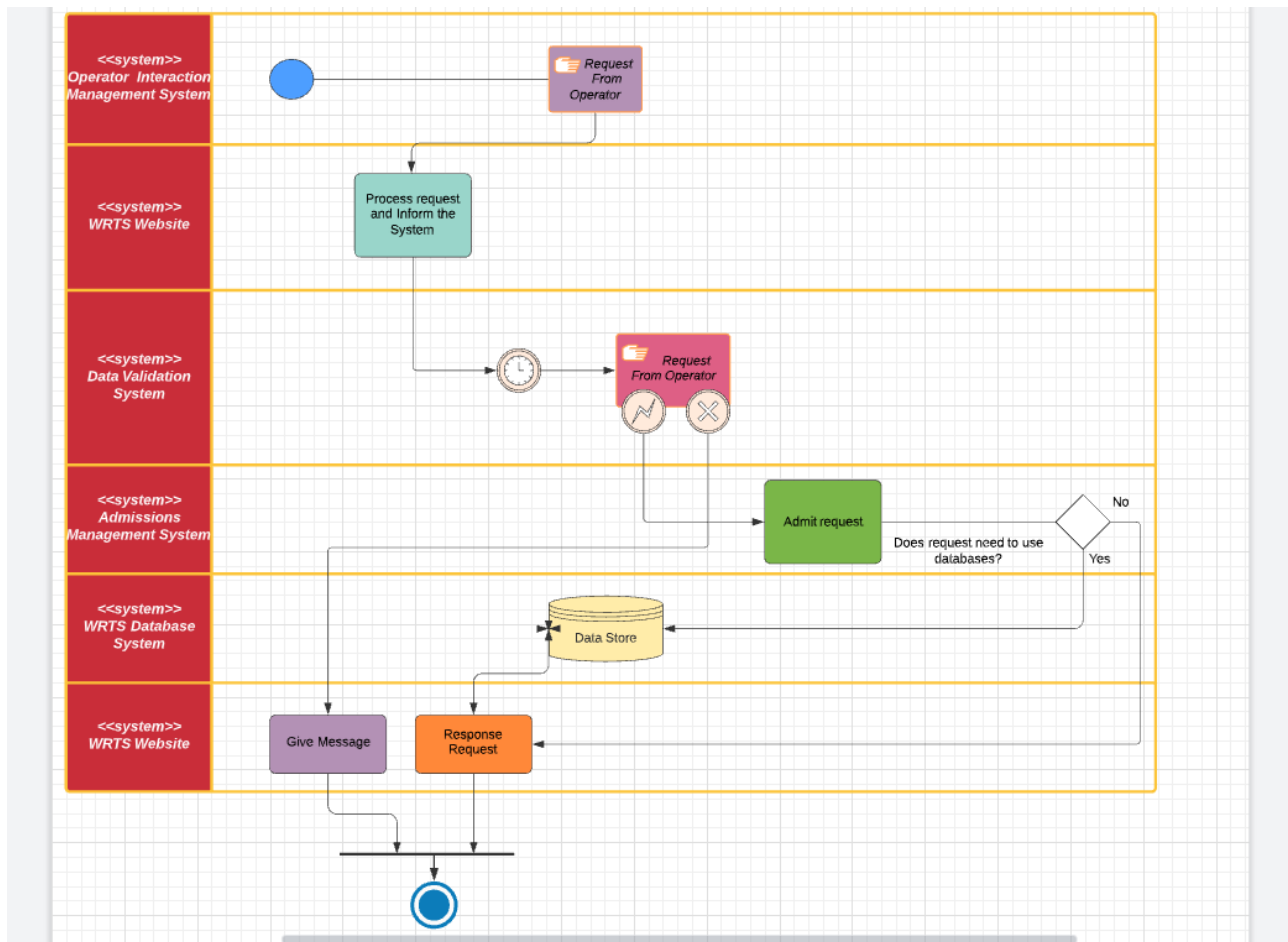 <<system>>
Operator Interaction
Management System
Request
From
Operator
<<system>>
WRTS Website
Process request
and Inform the
System
<<system>>
Data Validation
System
Request
From Operator
<<system>>
Admissions
Management System
Admit request
Does request need to use
databases?
No
Yes
<<system>>
WRTS Database
System
Data Store
<<system>>
WRTS Website
Give Message
Response
Request